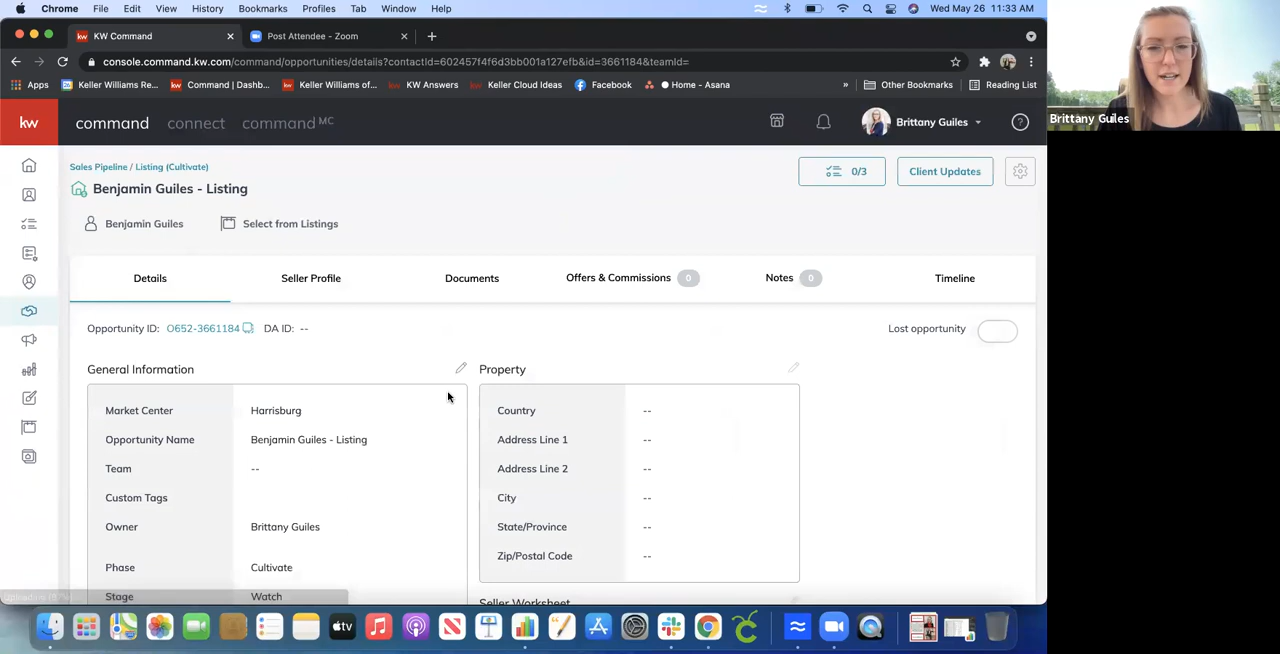 Chrome File Edit View History Bookmarks Profiles Tab Window Help Wed May 26 11:33 AM
KW Command Post Attendee - Zoom
console.command.kw.com/command/opportunities/details?contactId=602457f4f6d3bb001a127efb&id=3661184&teamId=
Apps Keller Williams Re... Command | Dashb... Keller Williams of... KW Answers Keller Cloud Ideas Facebook Home - Asana » Other Bookmarks Reading List
Brittany Guiles
kw command connect command MC Brittany Guiles
Sales Pipeline / Listing (Cultivate)
Benjamin Guiles - Listing
0/3 Client Updates
Benjamin Guiles Select from Listings
Details Seller Profile Documents Offers & Commissions 0 Notes 0 Timeline
Opportunity ID: O652-3661184 DA ID: -- Lost opportunity
General Information Property
Market Center Harrisburg Country --
Opportunity Name Benjamin Guiles - Listing Address Line 1 --
Team -- Address Line 2 --
Custom Tags City --
Owner Brittany Guiles State/Province --
Zip/Postal Code --
Phase Cultivate
Stage Watch
Seller Worksheet
tv